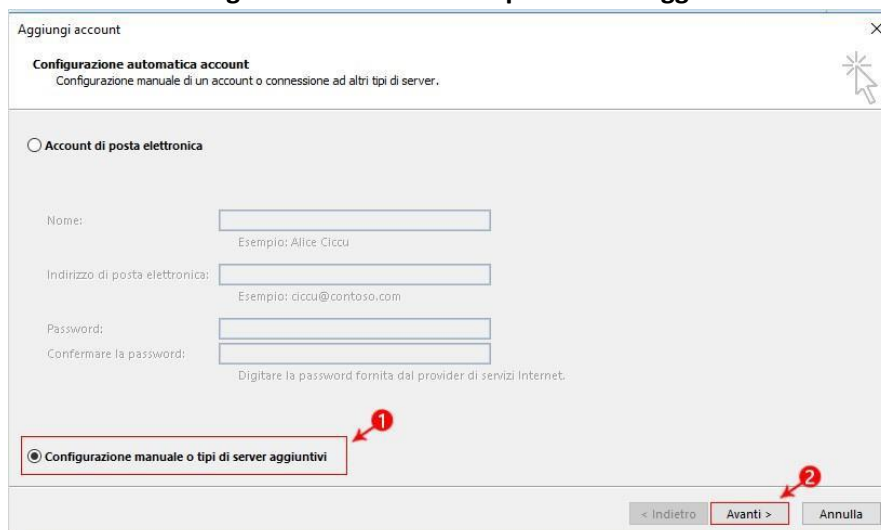 Aggiungi account
Configurazione automatica account
Configurazione manuale di un account o connessione ad altri tipi di server.
Account di posta elettronica
Nome:
Esempio: Alice Ciccu
Indirizzo di posta elettronica:
Esempio: ciccu@contoso.com
Password:
Confermare la password:
Digitare la password fornita dal provider di servizi Internet.
1
Configurazione manuale o tipi di server aggiuntivi
2
< Indietro Avanti > Annulla